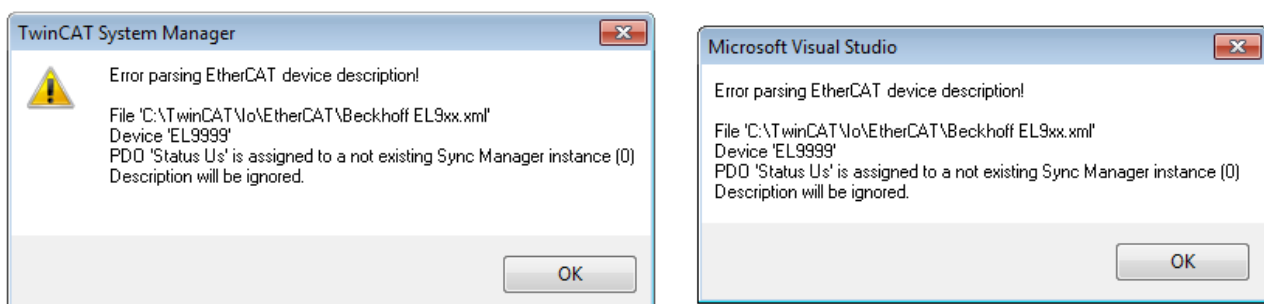 TwinCAT System Manager
Error parsing EtherCAT device description!
File 'C:\TwinCAT\Io\EtherCAT\Beckhoff EL9xx.xml'
Device 'EL9999'
PDO 'Status Us' is assigned to a not existing Sync Manager instance (0)
Description will be ignored.
OK
Microsoft Visual Studio
Error parsing EtherCAT device description!
File 'C:\TwinCAT\Io\EtherCAT\Beckhoff EL9xx.xml'
Device 'EL9999'
PDO 'Status Us' is assigned to a not existing Sync Manager instance (0)
Description will be ignored.
OK